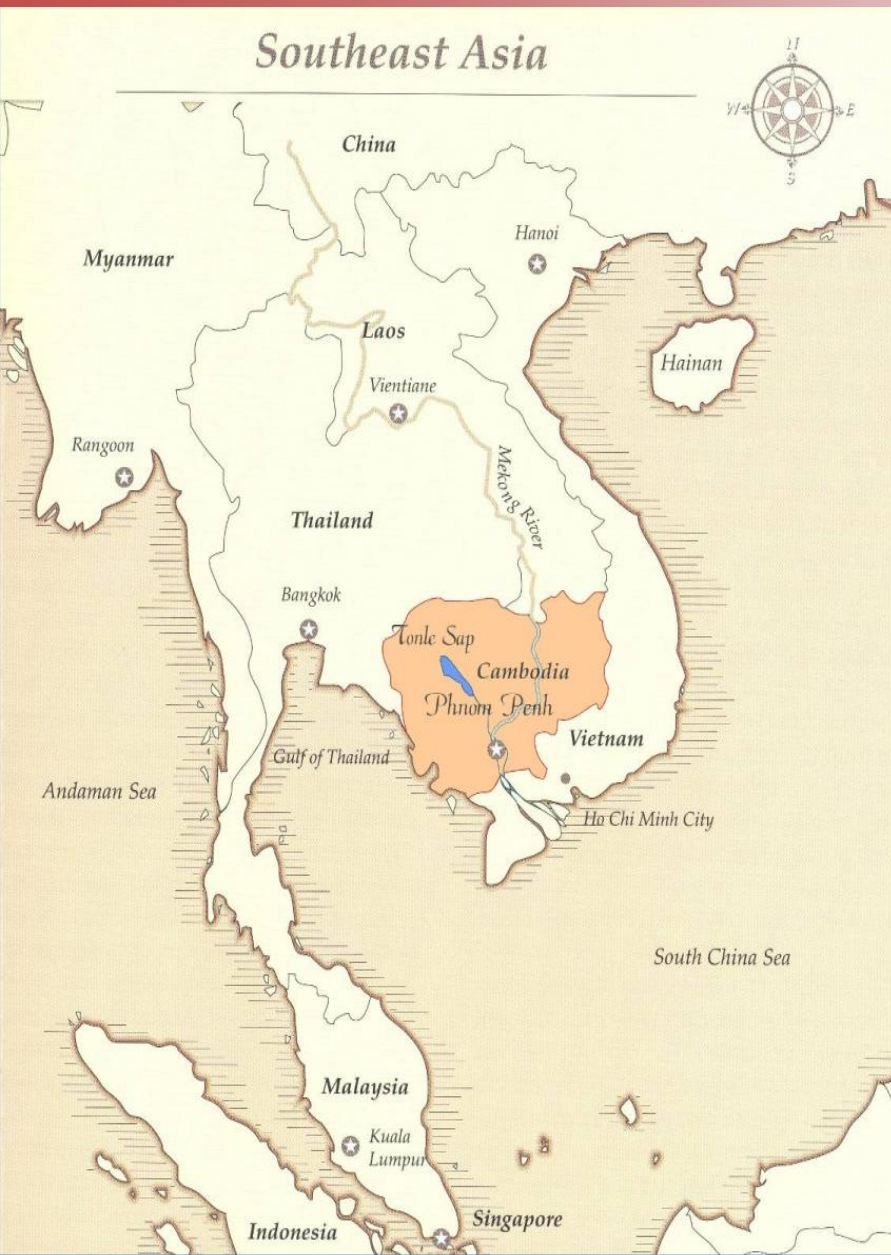 Southeast Asia
N
W
E
S
China
Hanoi
Myanmar
Laos
Hainan
Vientiane
Rangoon
Mekong River
Thailand
Bangkok
Tonle Sap
Cambodia
Phnom Penh
Vietnam
Gulf of Thailand
Andaman Sea
Ho Chi Minh City
South China Sea
Malaysia
Kuala
Lumpur
Singapore
Indonesia